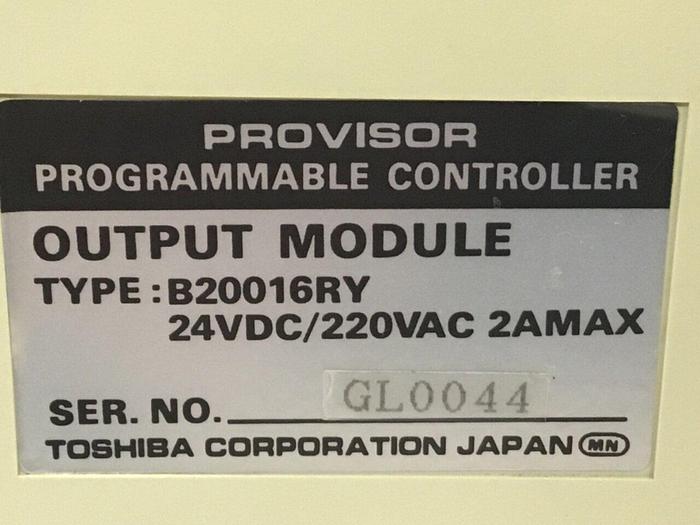 PROVISOR
PROGRAMMABLE CONTROLLER
OUTPUT MODULE
TYPE : B20016RY
24VDC/220VAC 2AMAX
SER. NO. GL0044
TOSHIBA CORPORATION JAPAN MN